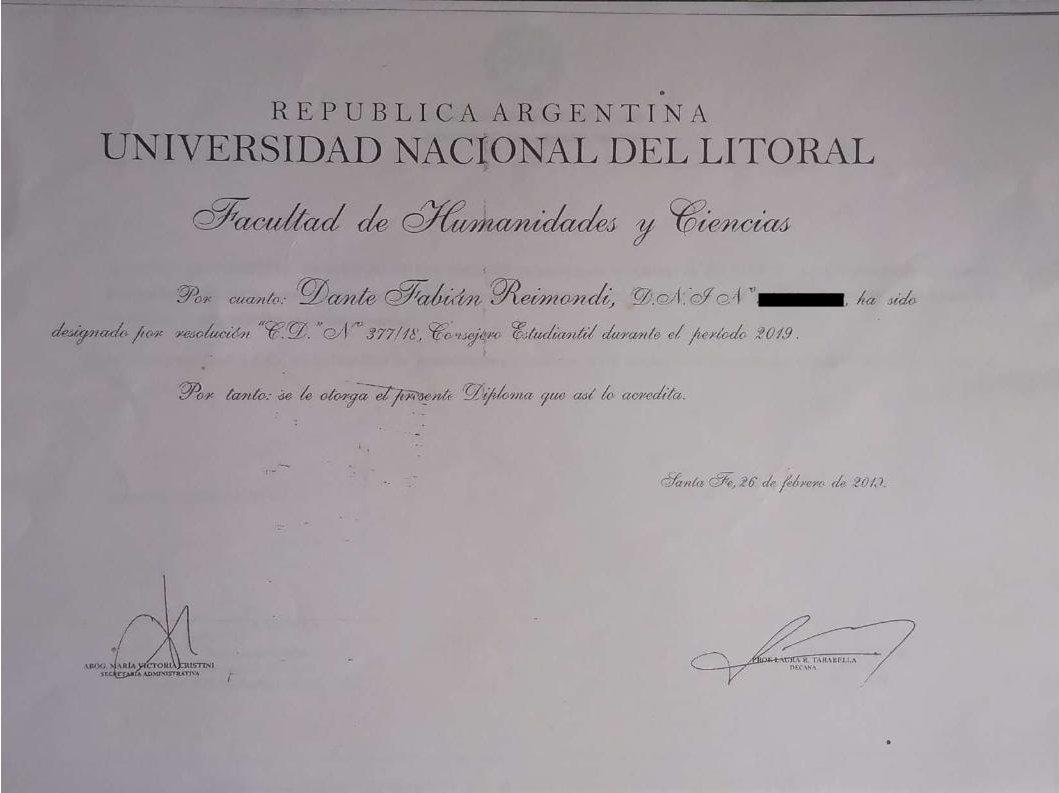 REPUBLICA ARGENTINA
UNIVERSIDAD NACIONAL DEL LITORAL
Facultad de Humanidades y Ciencias
Por cuanto: Dante Fabián Reimondi, D.N.I N° , ha sido
designado por resolución "C.D." N° 377/18, Consejero Estudiantil durante el período 2019.
Por tanto: se le otorga el presente Diploma que así lo acredita.
Santa Fe, 26 de febrero de 2019.
ABOG. MARÍA VICTORIA CRISTINI
SECRETARIA ADMINISTRATIVA
PROF. LAURA R. TARABELLA
DECANA